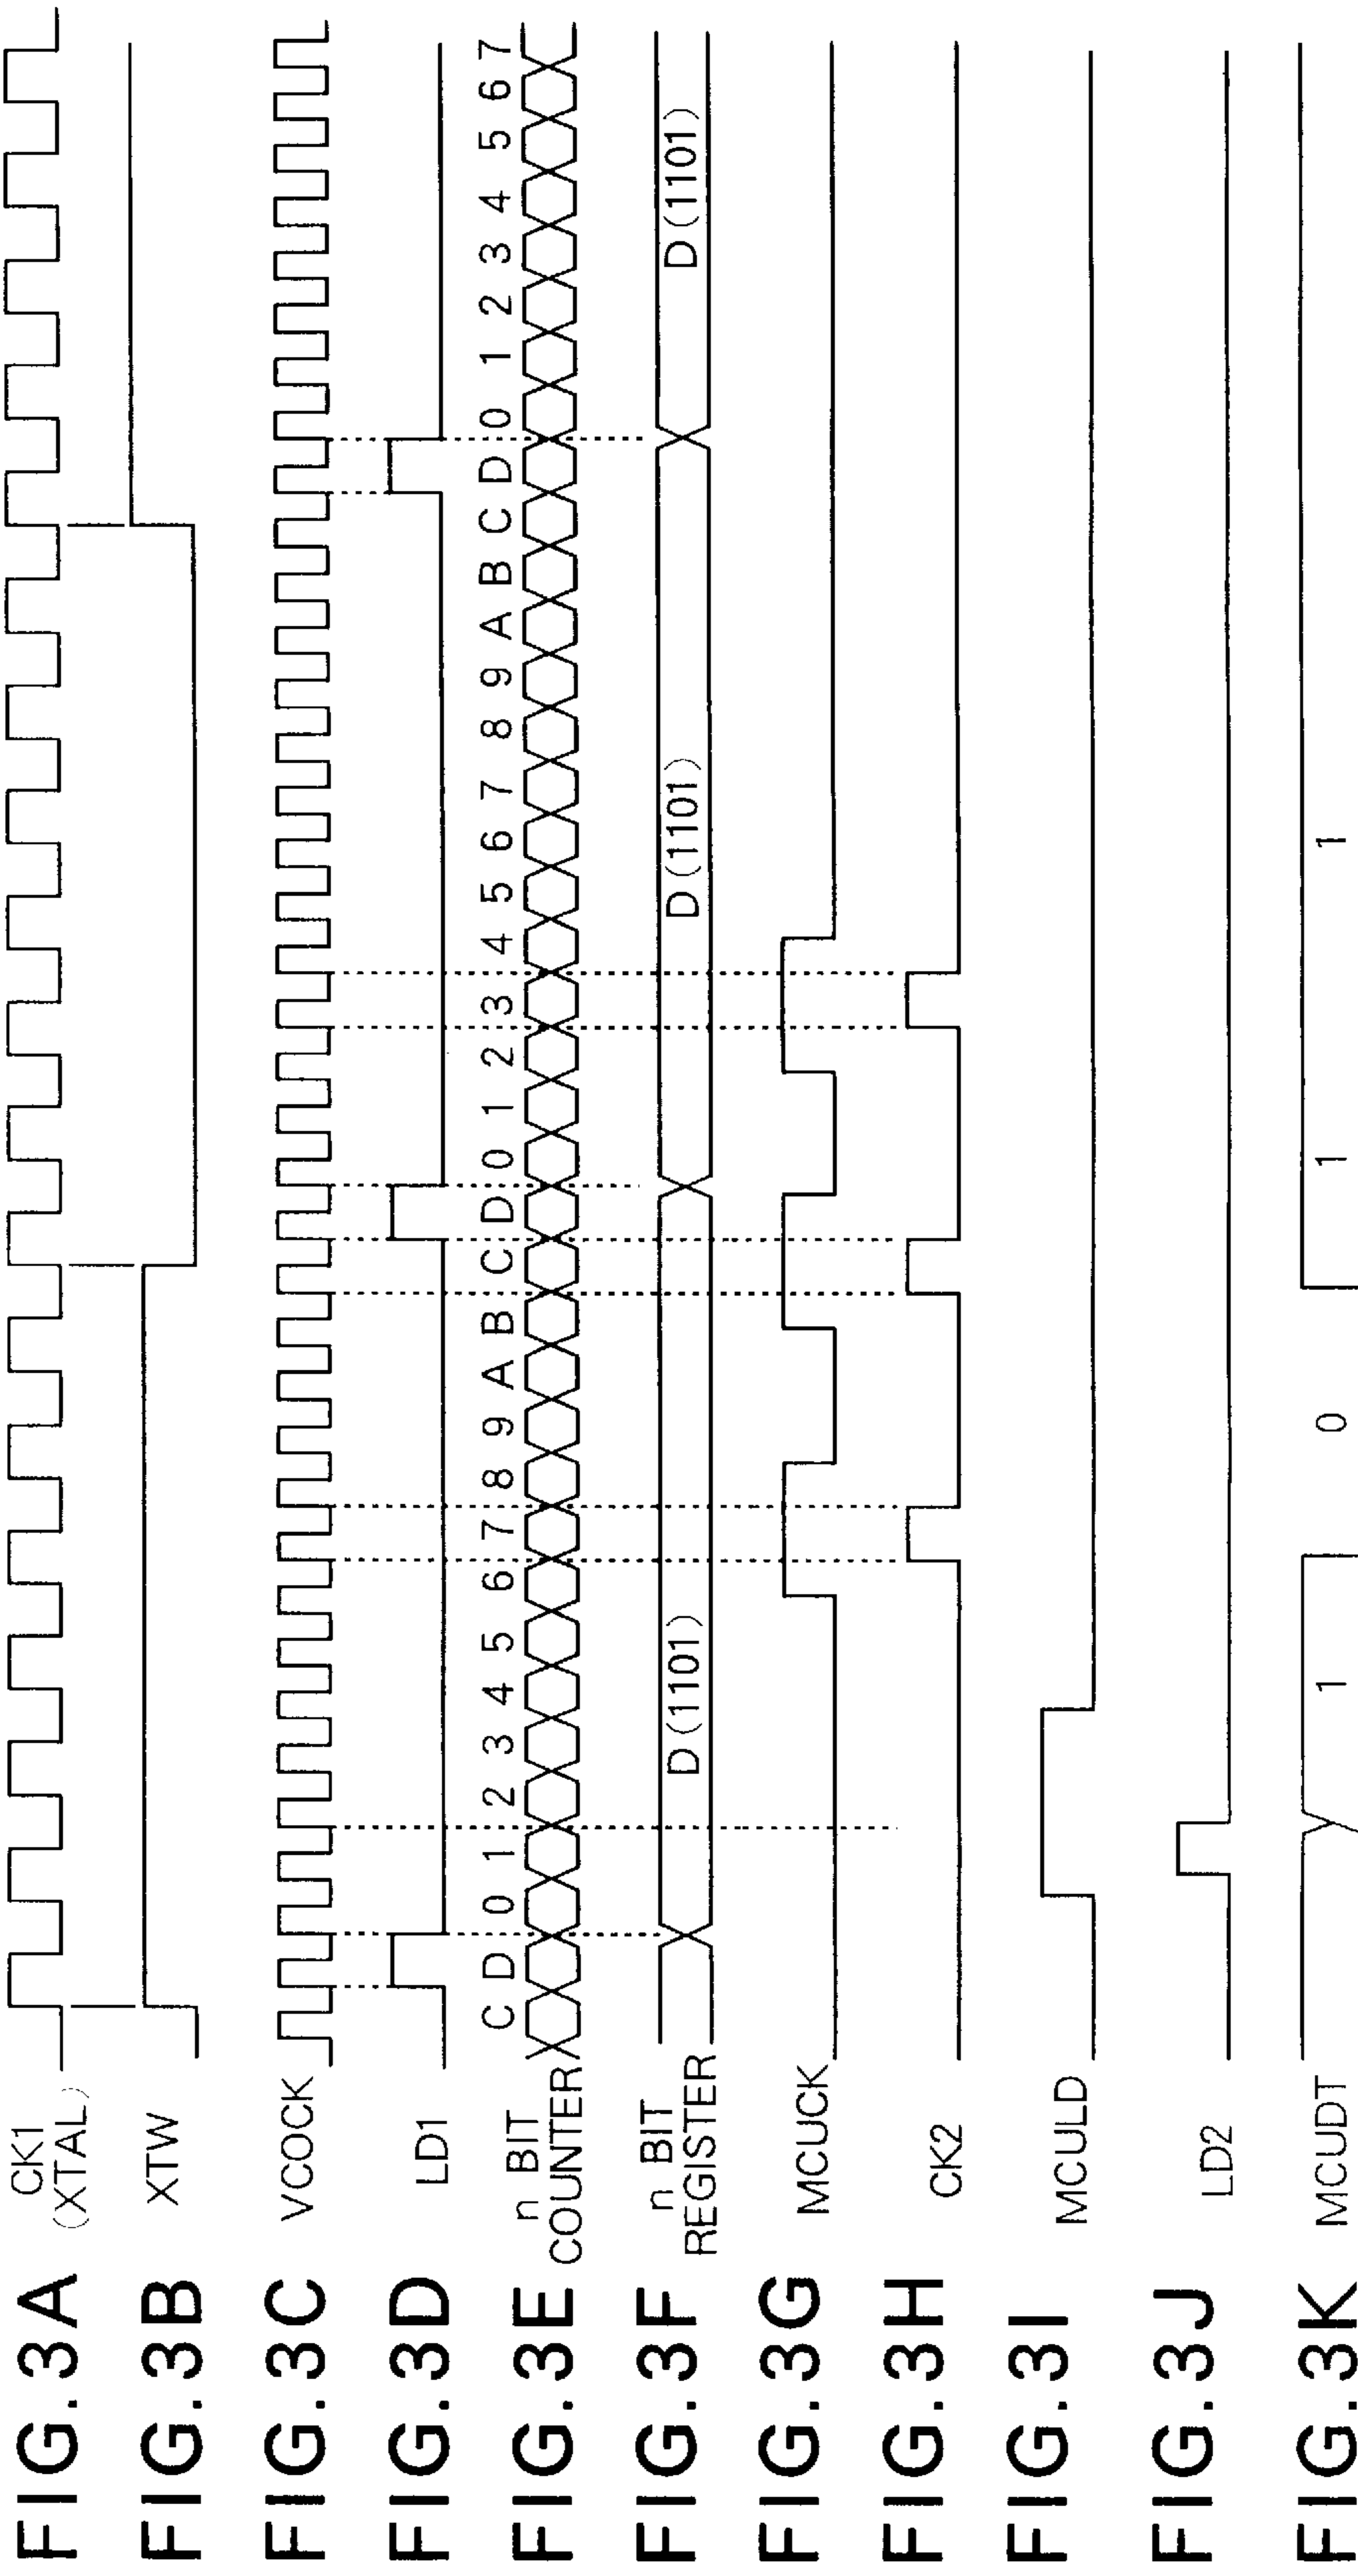 FIG.3A CK1
(XTAL)
FIG.3B XTW
FIG.3C VCOCK
FIG.3D LD1
FIG.3E n BIT
COUNTER C D 0 1 2 3 4 5 6 7 8 9 A B C D 0 1 2 3 4 5 6 7 8 9 A B C D 0 1 2 3 4 5 6 7
FIG.3F n BIT
REGISTER D(1101) D(1101) D(1101)
FIG.3G MCUCK
FIG.3H CK2
FIG.3I MCULD
FIG.3J LD2
FIG.3K MCUDT 1 0 1 1